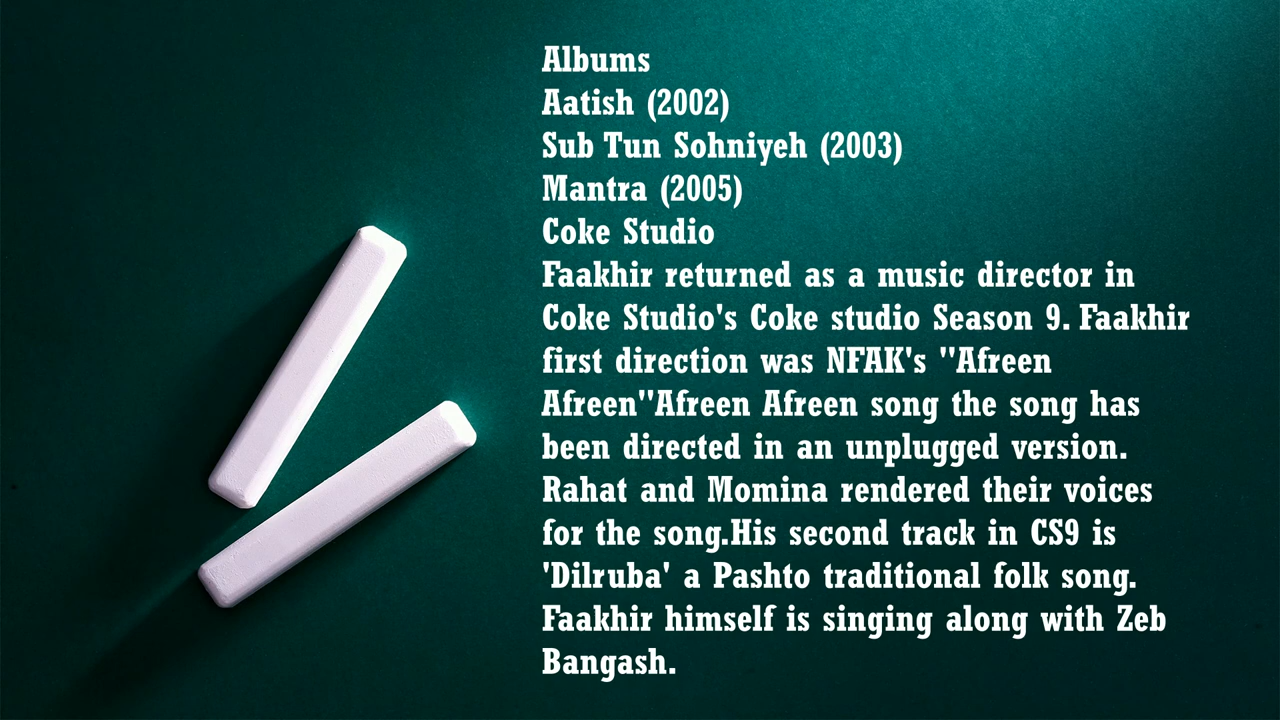 Albums
Aatish (2002)
Sub Tun Sohniyeh (2003)
Mantra (2005)
Coke Studio
Faakhir returned as a music director in
Coke Studio's Coke studio Season 9. Faakhir
first direction was NFAK's "Afreen
Afreen"Afreen Afreen song the song has
been directed in an unplugged version.
Rahat and Momina rendered their voices
for the song.His second track in CS9 is
'Dilruba' a Pashto traditional folk song.
Faakhir himself is singing along with Zeb
Bangash.